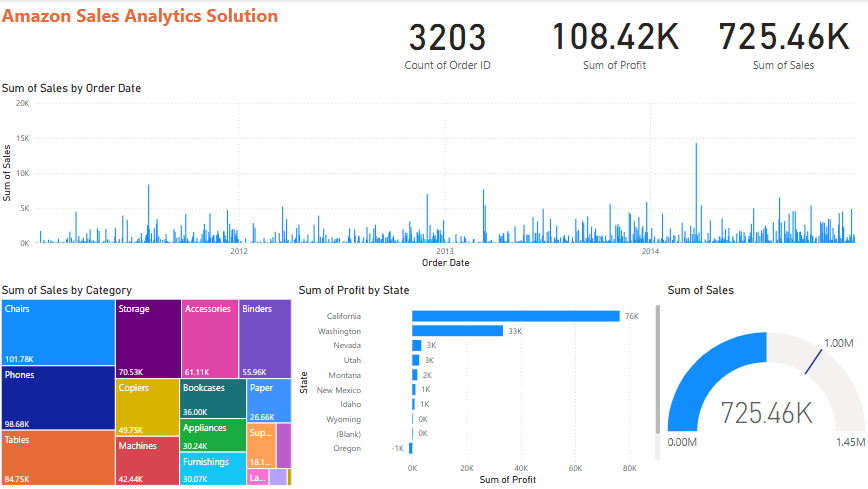 Amazon Sales Analytics Solution
3203
Count of Order ID
108.42K
Sum of Profit
725.46K
Sum of Sales
Sum of Sales by Order Date
Sum of Sales
20K
15K
10K
5K
0K
2012
2013
2014
Order Date
Sum of Sales by Category
Chairs
101.78K
Phones
98.68K
Tables
84.75K
Storage
70.53K
Copiers
49.75K
Machines
42.44K
Accessories
61.11K
Binders
55.96K
Bookcases
36.00K
Appliances
30.24K
Furnishings
30.07K
Paper
26.66K
Sup...
18.1...
La...
Sum of Profit by State
State
California 76K
Washington 33K
Nevada 3K
Utah 3K
Montana 2K
New Mexico 1K
Idaho 1K
Wyoming 0K
(Blank) 0K
Oregon -1K
0K 20K 40K 60K 80K
Sum of Profit
Sum of Sales
1.00M
725.46K
0.00M
1.45M